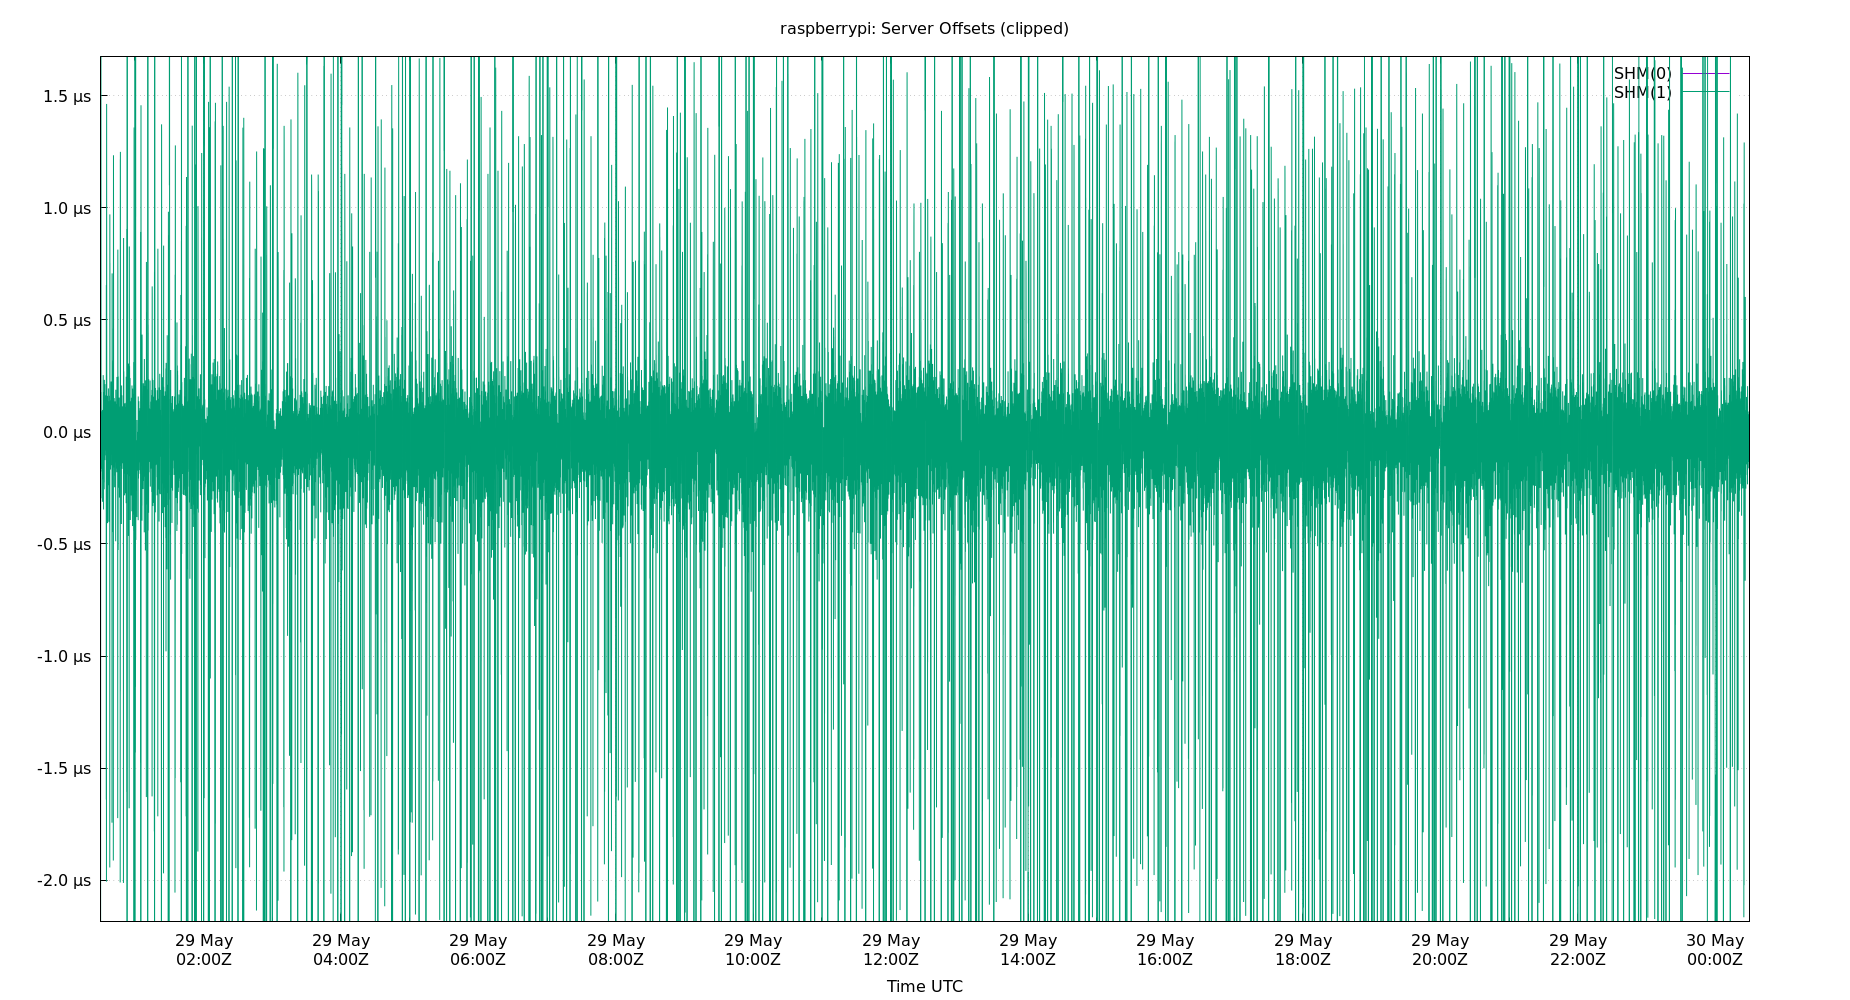 raspberrypi: Server Offsets (clipped)
SHM(0)
SHM(1)
1.5 µs
1.0 µs
0.5 µs
0.0 µs
-0.5 µs
-1.0 µs
-1.5 µs
-2.0 µs
29 May 29 May 29 May 29 May 29 May 29 May 29 May 29 May 29 May 29 May 29 May 30 May
02:00Z 04:00Z 06:00Z 08:00Z 10:00Z 12:00Z 14:00Z 16:00Z 18:00Z 20:00Z 22:00Z 00:00Z
Time UTC